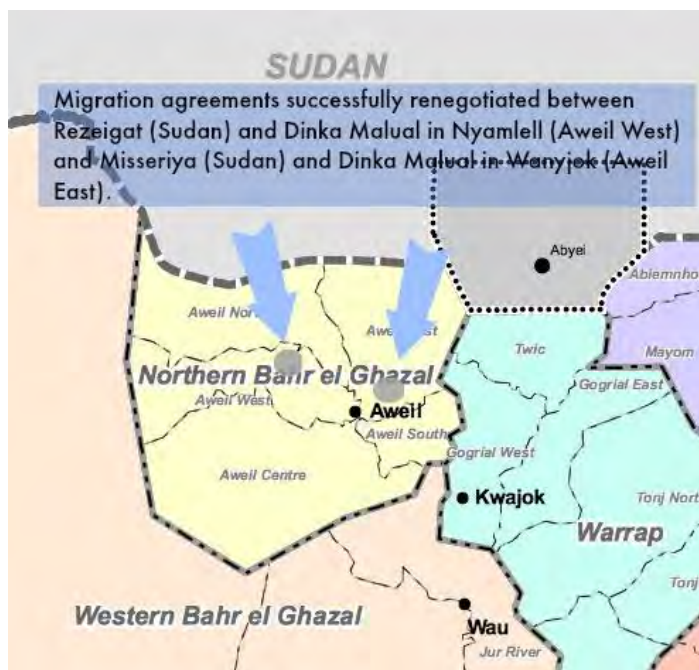 SUDAN
Migration agreements successfully renegotiated between
Rezeigat (Sudan) and Dinka Malual in Nyamlell (Aweil West)
and Misseriya (Sudan) and Dinka Malual in Wanyjok (Aweil
East).
Abyei
Abiemnho
Aweil Nor
Aweil East
Twic
Mayom
Northern Bahr el Ghazal
Gogrial East
Aweil West
Aweil
Aweil South
Gogrial West
Aweil Centre
Kwajok
Tonj Nort
Warrap
Tonj
Western Bahr el Ghazal
Wau
Jur River